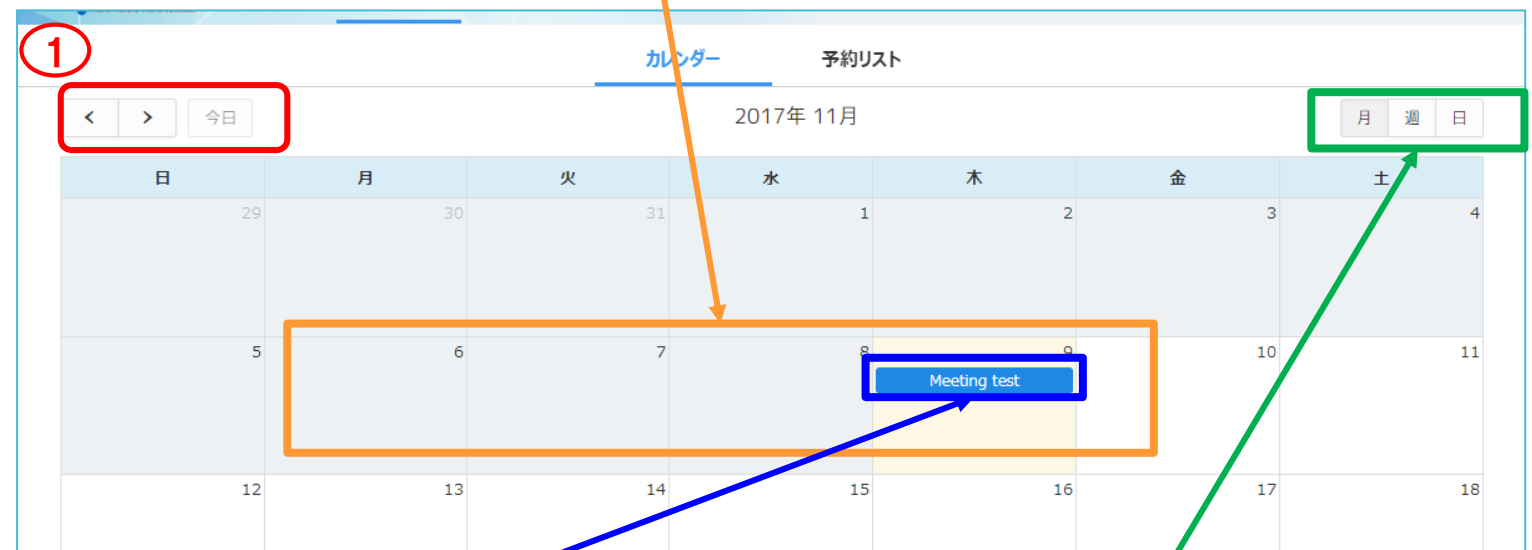 1
カレンダー 予約リスト
< > 今日 2017年 11月 月 週 日
日 月 火 水 木 金 土
29 30 31 1 2 3 4
5 6 7 8 9 10 11
Meeting test
12 13 14 15 16 17 18